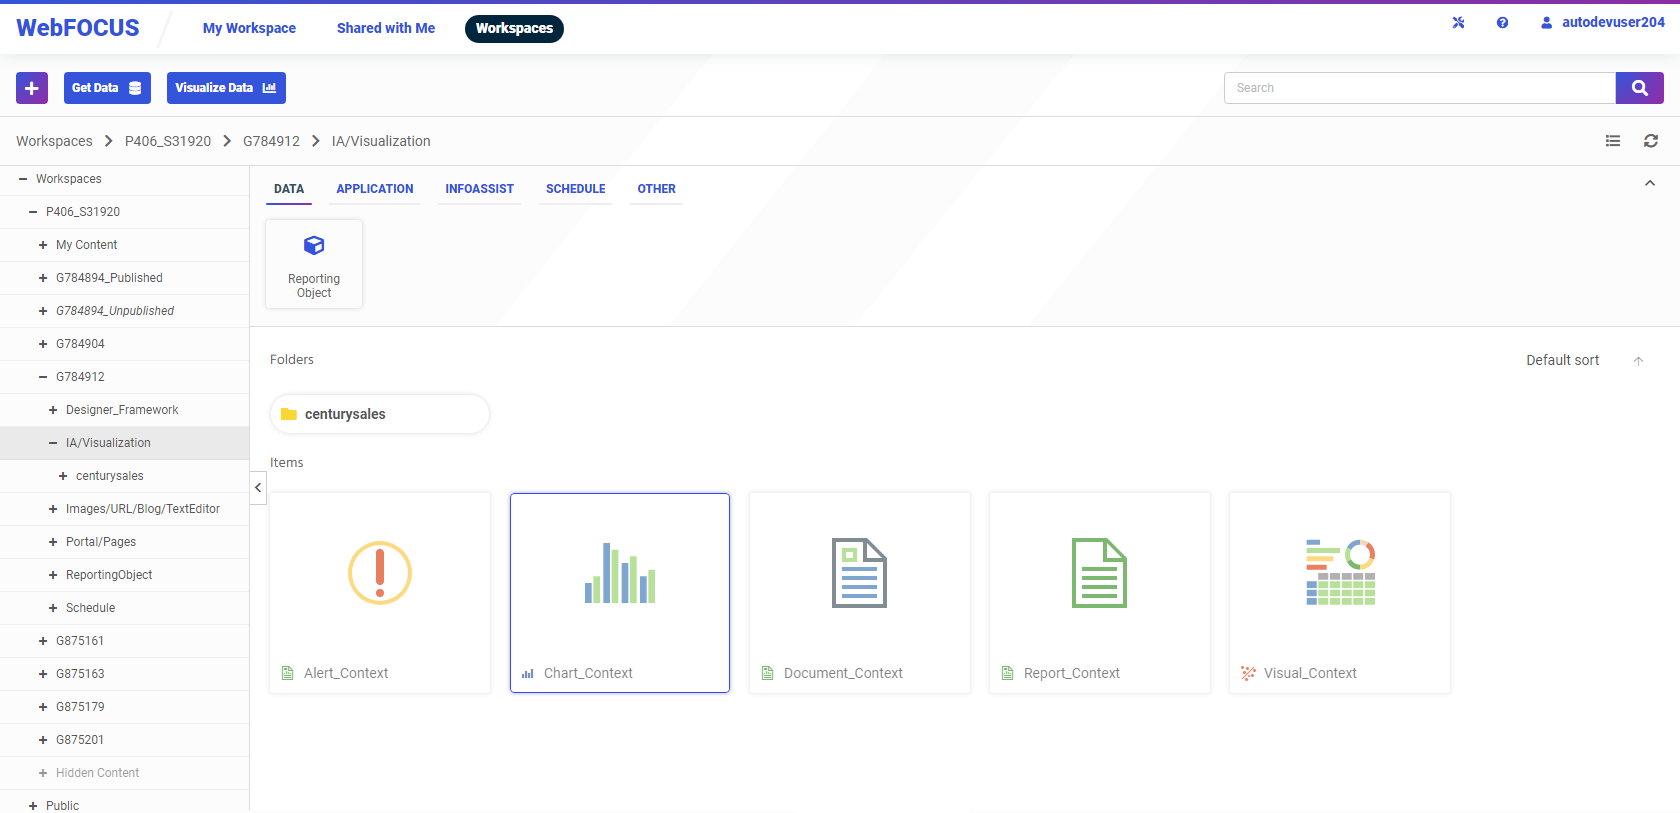 WebFOCUS
My Workspace
Shared with Me
Workspaces
autodevuser204
Get Data
Visualize Data
Search
Workspaces
P406_S31920
G784912
IA/Visualization
Workspaces
P406_S31920
My Content
G784894_Published
G784894_Unpublished
G784904
G784912
Designer_Framework
IA/Visualization
centurysales
Images/URL/Blog/TextEditor
Portal/Pages
ReportingObject
Schedule
G875161
G875163
G875179
G875201
Hidden Content
Public
DATA
APPLICATION
INFOASSIST
SCHEDULE
OTHER
Reporting
Object
Folders
Default sort
centurysales
Items
Alert_Context
Chart_Context
Document_Context
Report_Context
Visual_Context